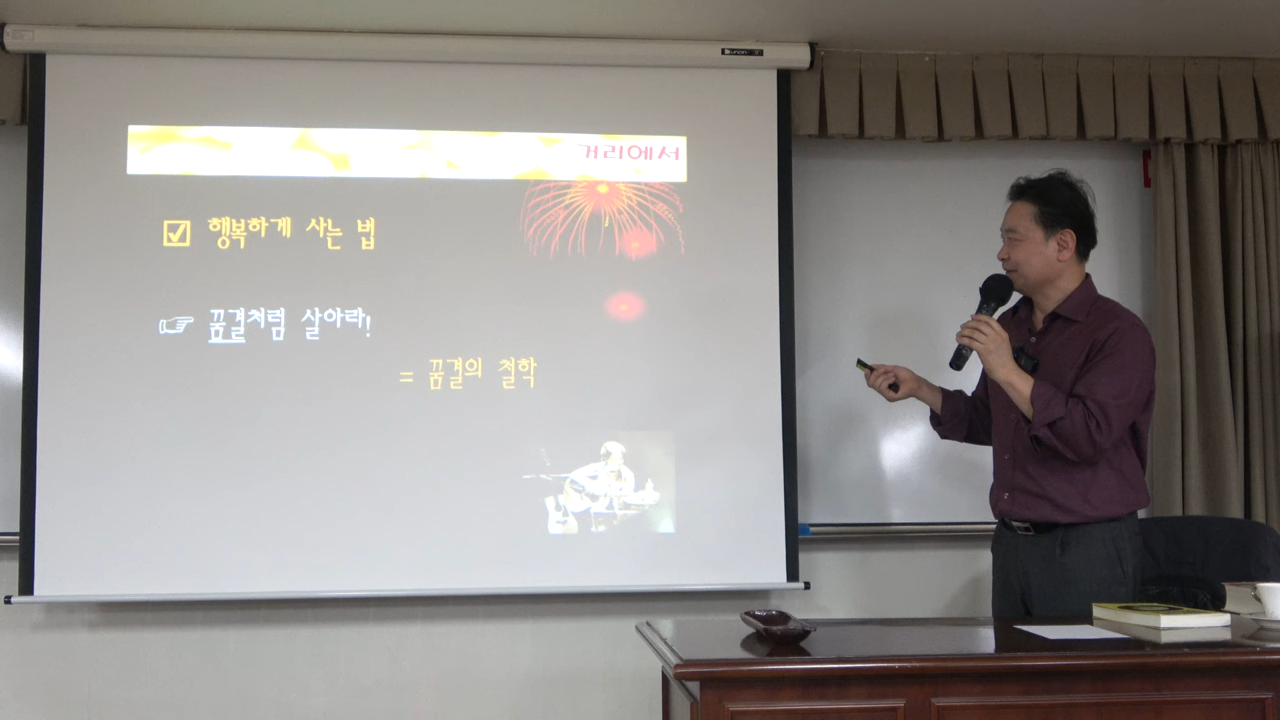 거리에서
행복하게 사는 법
꿈결처럼 살아라!
= 꿈결의 철학